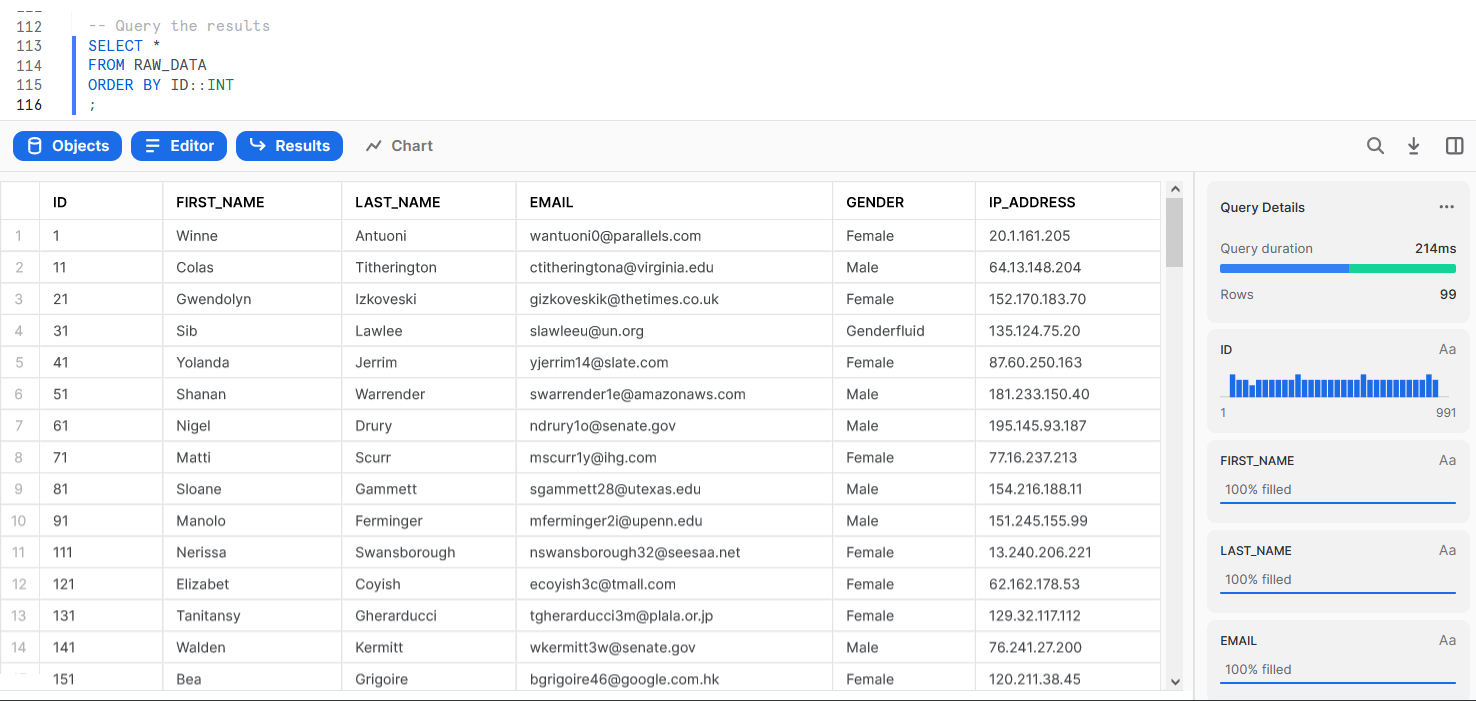 112 -- Query the results
113 SELECT *
114 FROM RAW_DATA
115 ORDER BY ID::INT
116 ;
Objects Editor Results Chart
ID FIRST_NAME LAST_NAME EMAIL GENDER IP_ADDRESS
1 1 Winne Antuoni wantuoni0@parallels.com Female 20.1.161.205
2 11 Colas Titherington ctitheringtona@virginia.edu Male 64.13.148.204
3 21 Gwendolyn Izkoveski gizkoveskik@thetimes.co.uk Female 152.170.183.70
4 31 Sib Lawlee slawleeu@un.org Genderfluid 135.124.75.20
5 41 Yolanda Jerrim yjerrim14@slate.com Female 87.60.250.163
6 51 Shanan Warrender swarrender1e@amazonaws.com Male 181.233.150.40
7 61 Nigel Drury ndrury1o@senate.gov Male 195.145.93.187
8 71 Matti Scurr mscurr1y@ihg.com Female 77.16.237.213
9 81 Sloane Gammett sgammett28@utexas.edu Male 154.216.188.11
10 91 Manolo Ferminger mferminger2i@upenn.edu Male 151.245.155.99
11 111 Nerissa Swansborough nswansborough32@seesaa.net Female 13.240.206.221
12 121 Elizabet Coyish ecoyish3c@tmall.com Female 62.162.178.53
13 131 Tanitansy Gherarducci tgherarducci3m@plala.or.jp Female 129.32.117.112
14 141 Walden Kermitt wkermitt3w@senate.gov Male 76.241.27.200
151 Bea Grigoire bgrigoire46@google.com.hk Female 120.211.38.45
Query Details ...
Query duration 214ms
Rows 99
ID Aa
1 991
FIRST_NAME Aa
100% filled
LAST_NAME Aa
100% filled
EMAIL Aa
100% filled